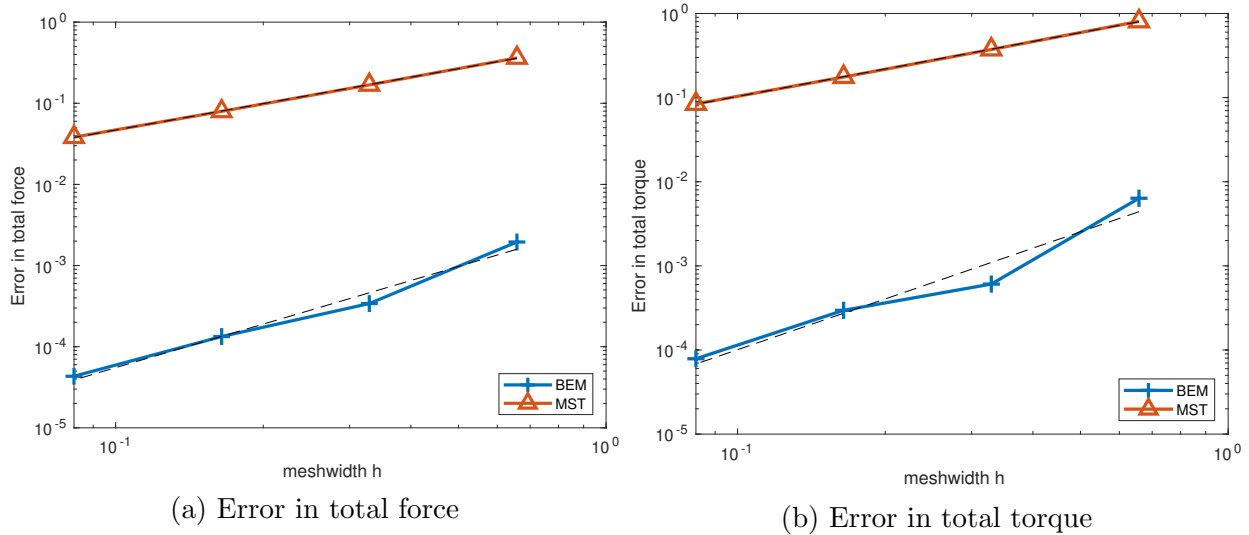 10^0
10^-1
10^-2
10^-3
10^-4
10^-5
Error in total force
10^-1
10^0
meshwidth h
BEM
MST
(a) Error in total force
10^0
10^-1
10^-2
10^-3
10^-4
10^-5
Error in total torque
10^-1
10^0
meshwidth h
BEM
MST
(b) Error in total torque